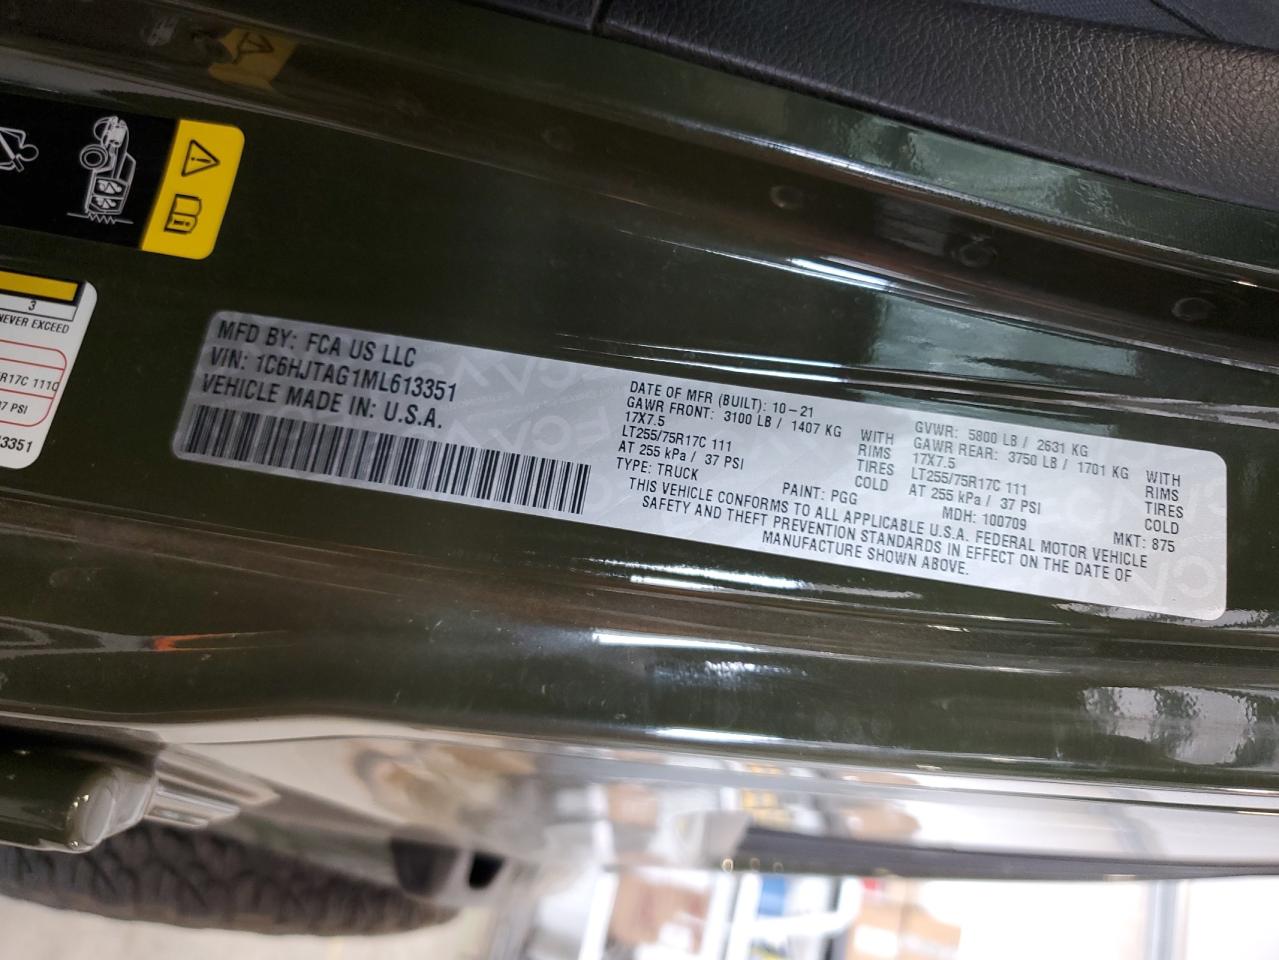 3
NEVER EXCEED
R17C 111
37 PSI
13351
MFD BY: FCA US LLC
VIN: 1C6HJTAG1ML613351
VEHICLE MADE IN: U.S.A.
DATE OF MFR (BUILT): 10-21
GAWR FRONT: 3100 LB / 1407 KG WITH
17X7.5 RIMS
LT255/75R17C 111 TIRES
AT 255 kPa / 37 PSI COLD
TYPE: TRUCK
PAINT: PGG
GVWR: 5800 LB / 2631 KG
GAWR REAR: 3750 LB / 1701 KG WITH
17X7.5 RIMS
LT255/75R17C 111 TIRES
AT 255 kPa / 37 PSI COLD
MDH: 100709
MKT: 875
THIS VEHICLE CONFORMS TO ALL APPLICABLE U.S.A. FEDERAL MOTOR VEHICLE
SAFETY AND THEFT PREVENTION STANDARDS IN EFFECT ON THE DATE OF
MANUFACTURE SHOWN ABOVE.